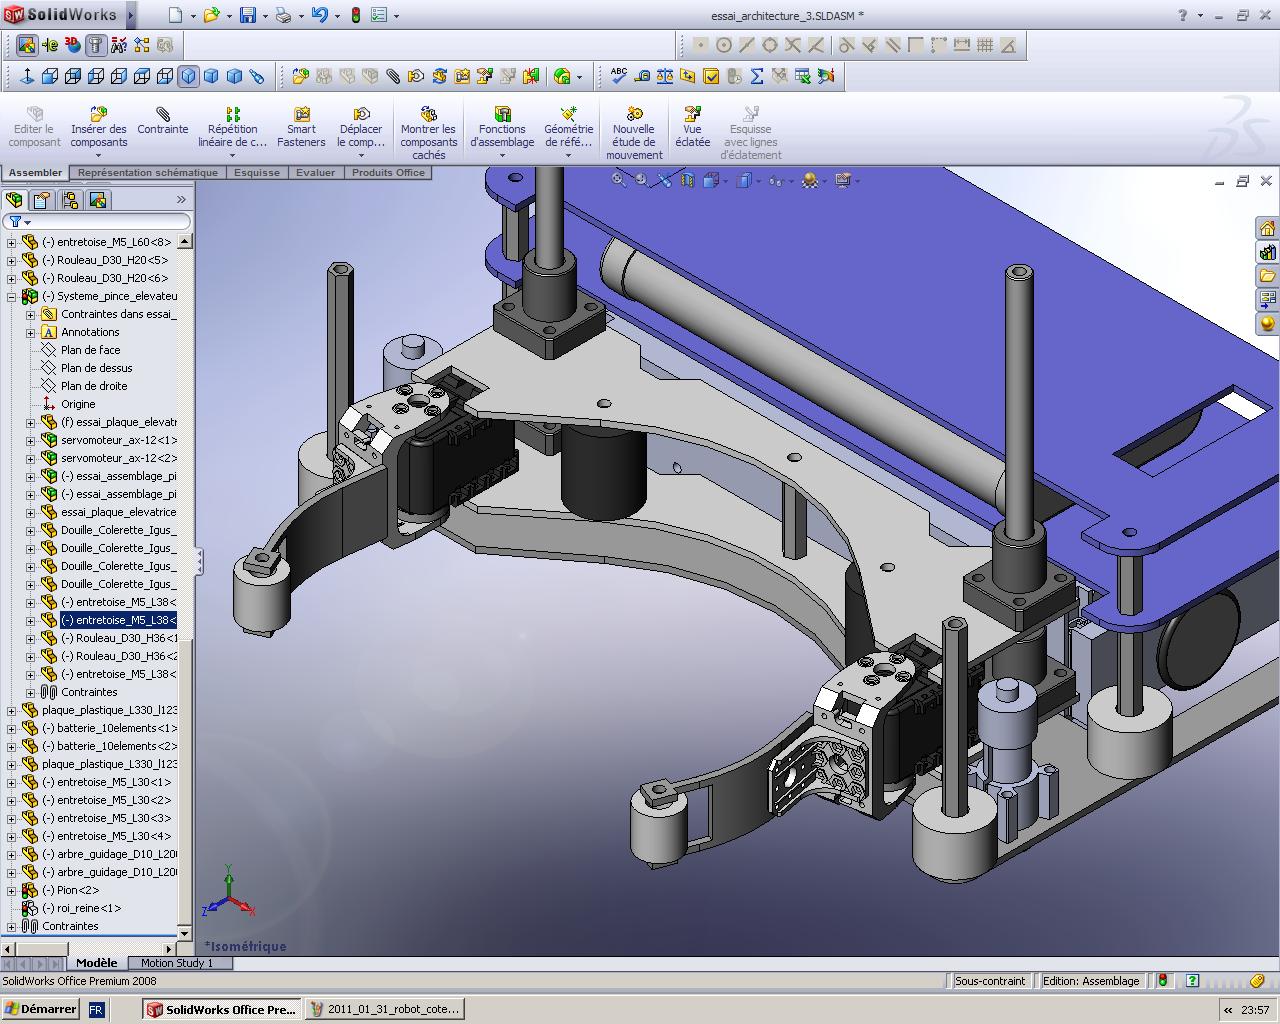 SolidWorks
essai_architecture_3.SLDASM *
Editer le composant
Insérer des composants
Contrainte
Répétition linéaire de c...
Smart Fasteners
Déplacer le comp...
Montrer les composants cachés
Fonctions d'assemblage
Géométrie de réfé...
Nouvelle étude de mouvement
Vue éclatée
Esquisse avec lignes d'éclatement
Assembler
Représentation schématique
Esquisse
Evaluer
Produits Office
(-) entretoise_M5_L60<8>
(-) Rouleau_D30_H20<5>
(-) Rouleau_D30_H20<6>
(-) Systeme_pince_elevateu
Contraintes dans essai_
Annotations
Plan de face
Plan de dessus
Plan de droite
Origine
(f) essai_plaque_elevatr
servomoteur_ax-12<1>
servomoteur_ax-12<2>
(-) essai_assemblage_pi
(-) essai_assemblage_pi
essai_plaque_elevatrice
Douille_Colerette_Igus_
Douille_Colerette_Igus_
Douille_Colerette_Igus_
Douille_Colerette_Igus_
(-) entretoise_M5_L38<
(-) entretoise_M5_L38<
(-) Rouleau_D30_H36<1
(-) Rouleau_D30_H36<2
(-) entretoise_M5_L38<
Contraintes
plaque_plastique_L330_l123
(-) batterie_10elements<1>
(-) batterie_10elements<2>
plaque_plastique_L330_l123
(-) entretoise_M5_L30<1>
(-) entretoise_M5_L30<2>
(-) entretoise_M5_L30<3>
(-) entretoise_M5_L30<4>
(-) arbre_guidage_D10_L20
(-) arbre_guidage_D10_L20
(-) Pion<2>
(-) roi_reine<1>
Contraintes
Y
Z
X
*Isométrique
Modèle
Motion Study 1
SolidWorks Office Premium 2008
Sous-contraint
Edition: Assemblage
Démarrer
FR
SolidWorks Office Pre...
2011_01_31_robot_cote...
23:57